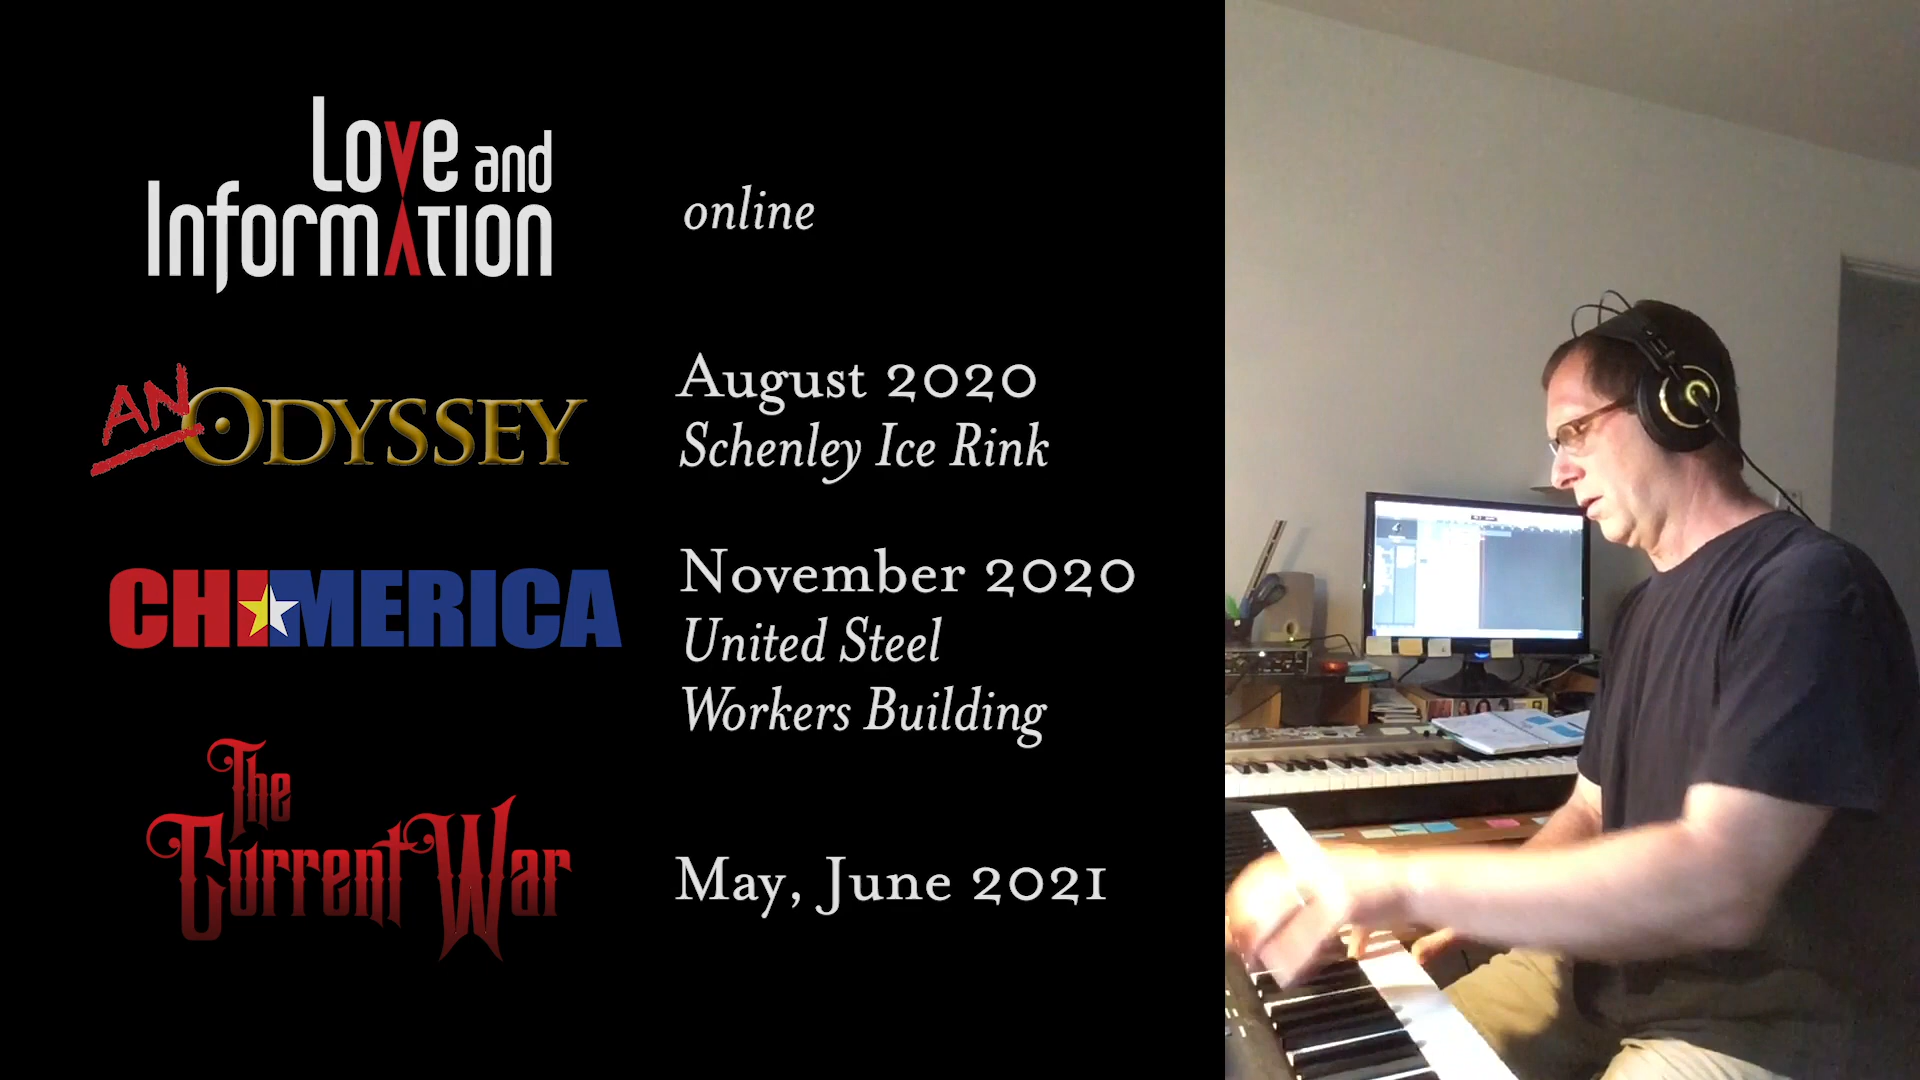 Love and
Information
online
AN ODYSSEY
August 2020
Schenley Ice Rink
CHIMERICA
November 2020
United Steel
Workers Building
The
Current War
May, June 2021